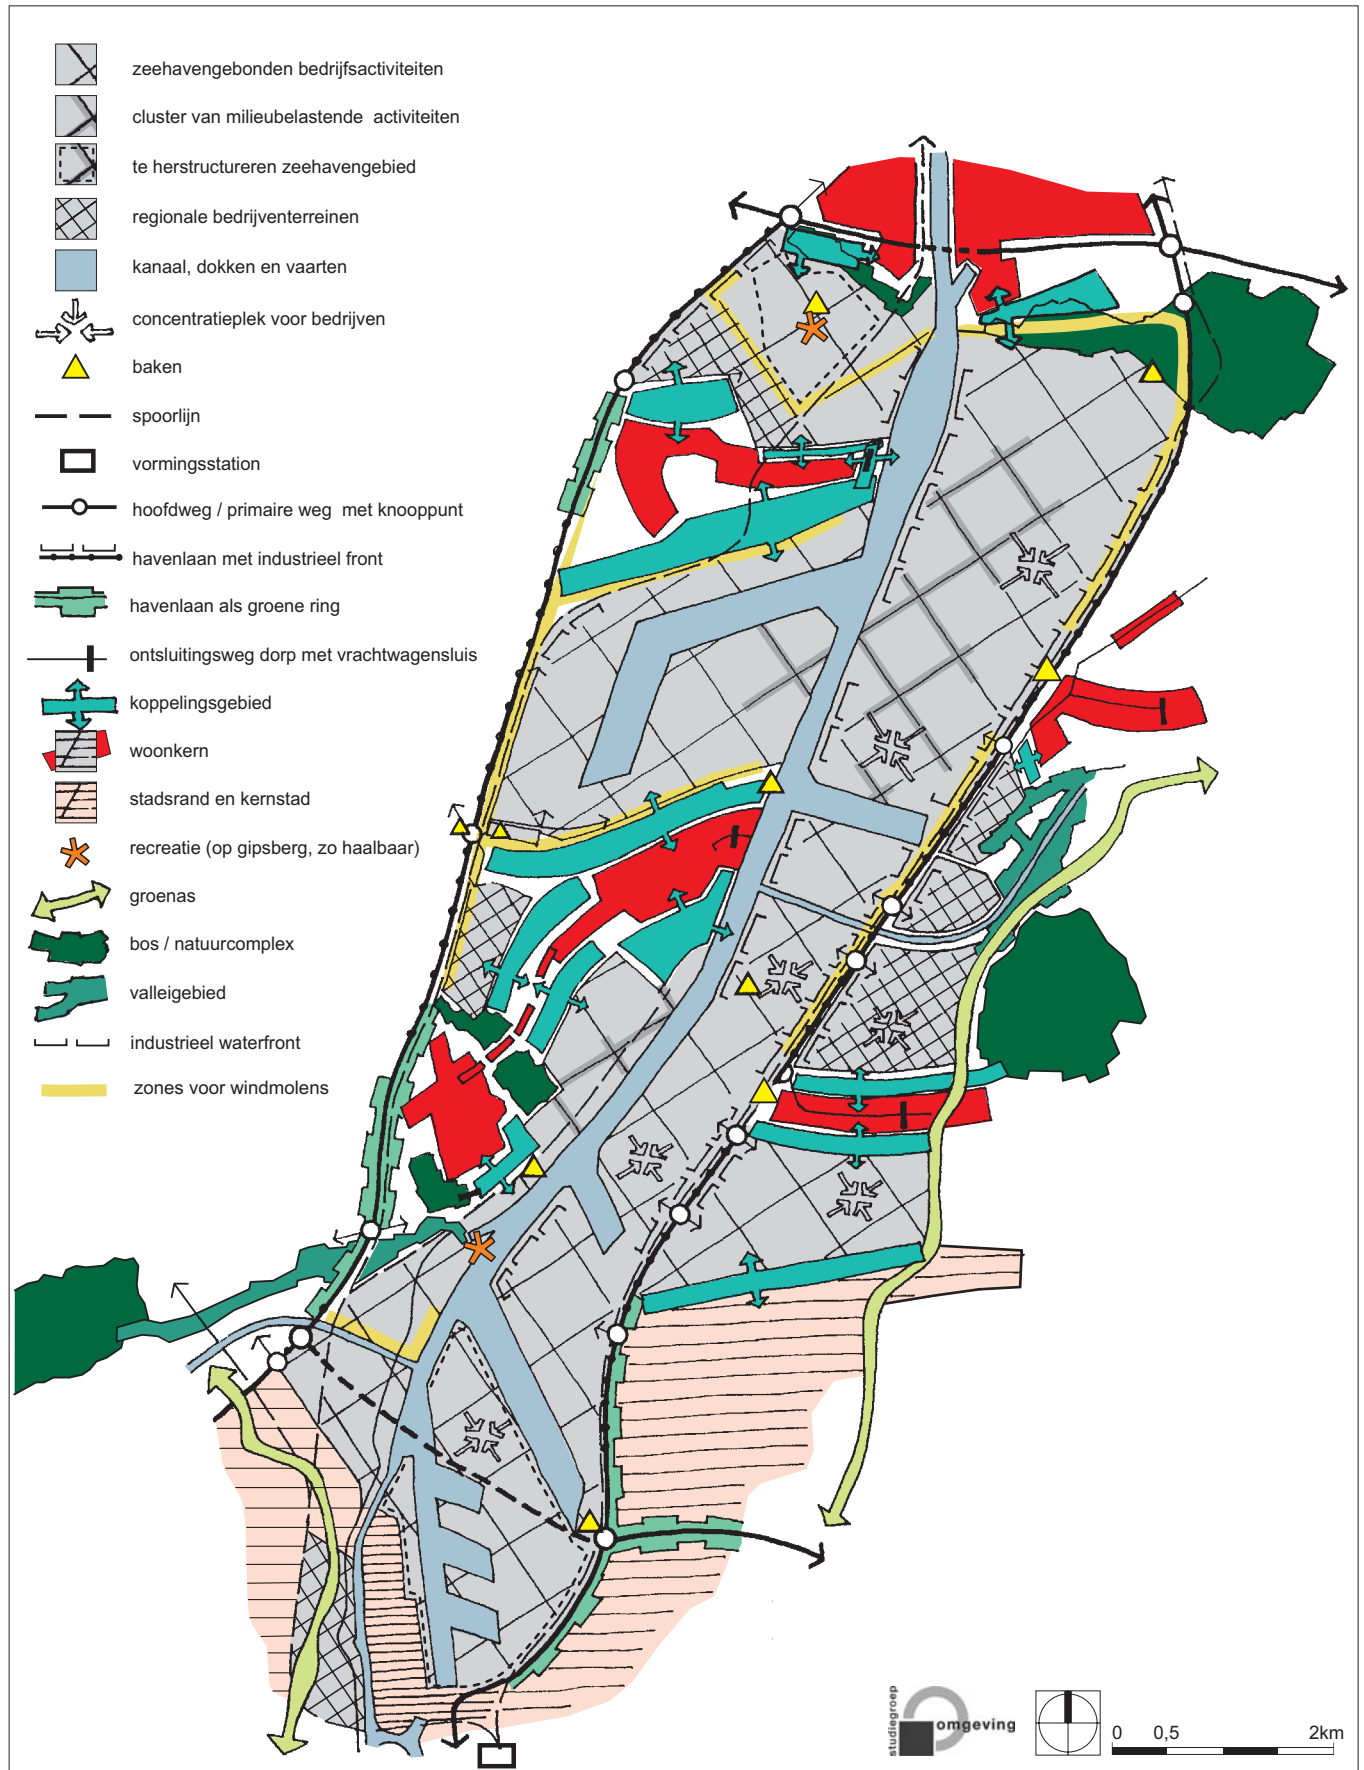 zeehavengebonden bedrijfsactiviteiten
cluster van milieubelastende activiteiten
te herstructureren zeehavengebied
regionale bedrijventerreinen
kanaal, dokken en vaarten
concentratieplek voor bedrijven
baken
spoorlijn
vormingsstation
hoofdweg / primaire weg met knooppunt
havenlaan met industrieel front
havenlaan als groene ring
ontsluitingsweg dorp met vrachtwagensluis
koppelingsgebied
woonkern
stadsrand en kernstad
recreatie (op gipsberg, zo haalbaar)
groenas
bos / natuurcomplex
valleigebied
industrieel waterfront
zones voor windmolens
studiegroep
omgeving
0 0,5 2km